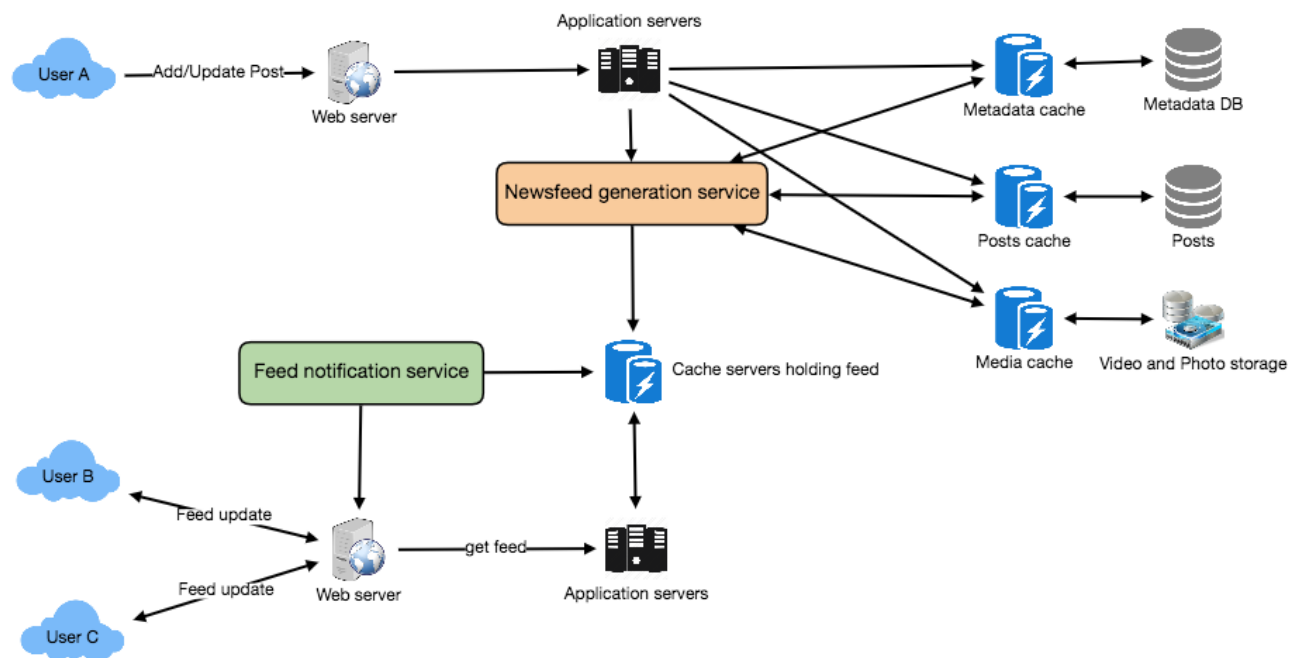 Application servers
User A
Add/Update Post
Web server
Metadata cache
Metadata DB
Newsfeed generation service
Posts cache
Posts
Feed notification service
Cache servers holding feed
Media cache
Video and Photo storage
User B
Feed update
get feed
Feed update
Web server
Application servers
User C